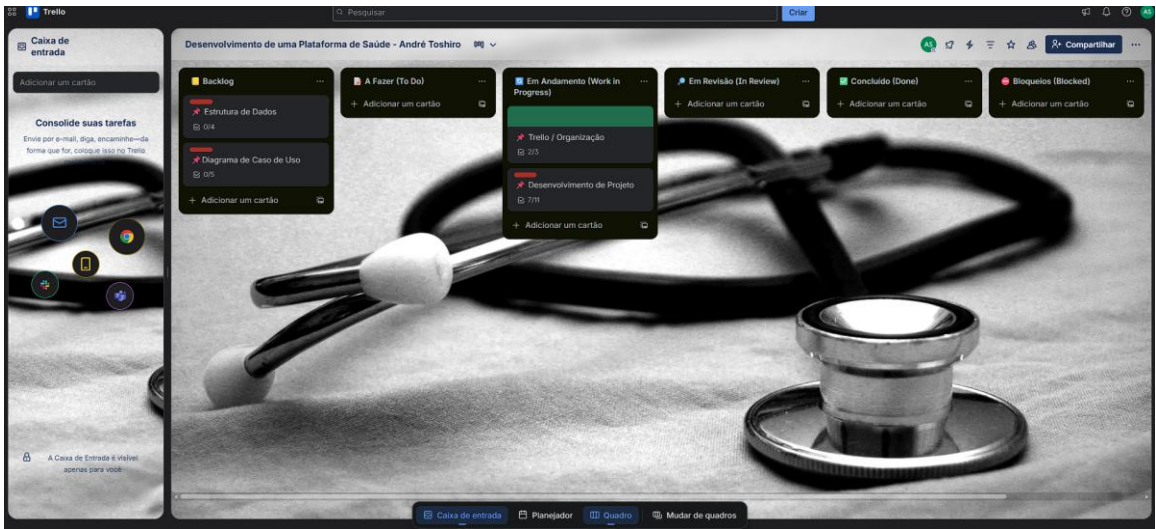 Trello
Pesquisar
Criar
AS
Caixa de
entrada
Adicionar um cartão
Consolide suas tarefas
Envie por e-mail, diga, encaminhe—da
forma que for, coloque isso no Trello
A Caixa de Entrada é visível
apenas para você
Desenvolvimento de uma Plataforma de Saúde - André Toshiro
AS
Compartilhar
Backlog
Estrutura de Dados
0/4
Diagrama de Caso de Uso
0/5
+ Adicionar um cartão
A Fazer (To Do)
+ Adicionar um cartão
Em Andamento (Work in
Progress)
Trello / Organização
2/3
Desenvolvimento de Projeto
7/11
+ Adicionar um cartão
Em Revisão (In Review)
+ Adicionar um cartão
Concluído (Done)
+ Adicionar um cartão
Bloqueios (Blocked)
+ Adicionar um cartão
Caixa de entrada
Planejador
Quadro
Mudar de quadros